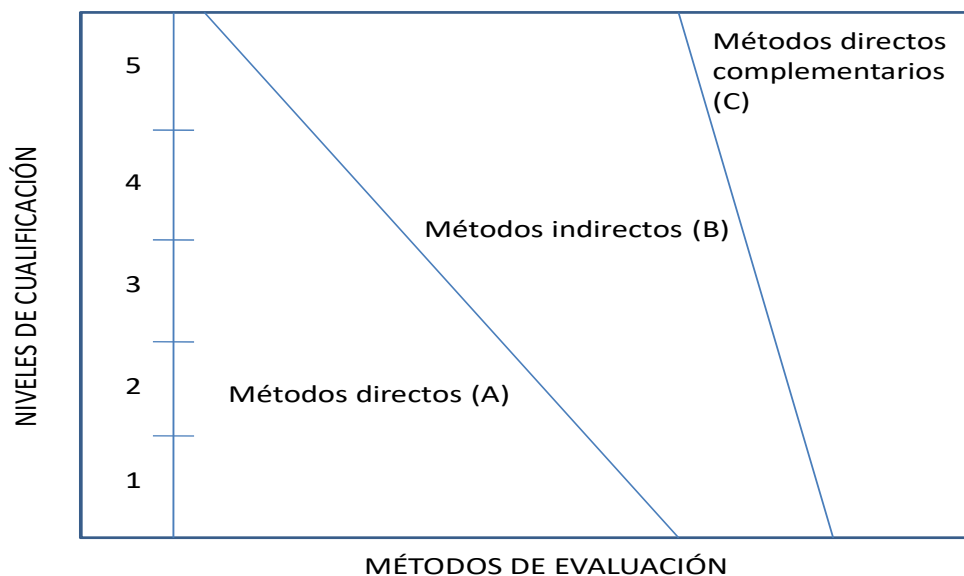 NIVELES DE CUALIFICACIÓN
5
4
3
2
1
Métodos directos
complementarios
(C)
Métodos indirectos (B)
Métodos directos (A)
MÉTODOS DE EVALUACIÓN